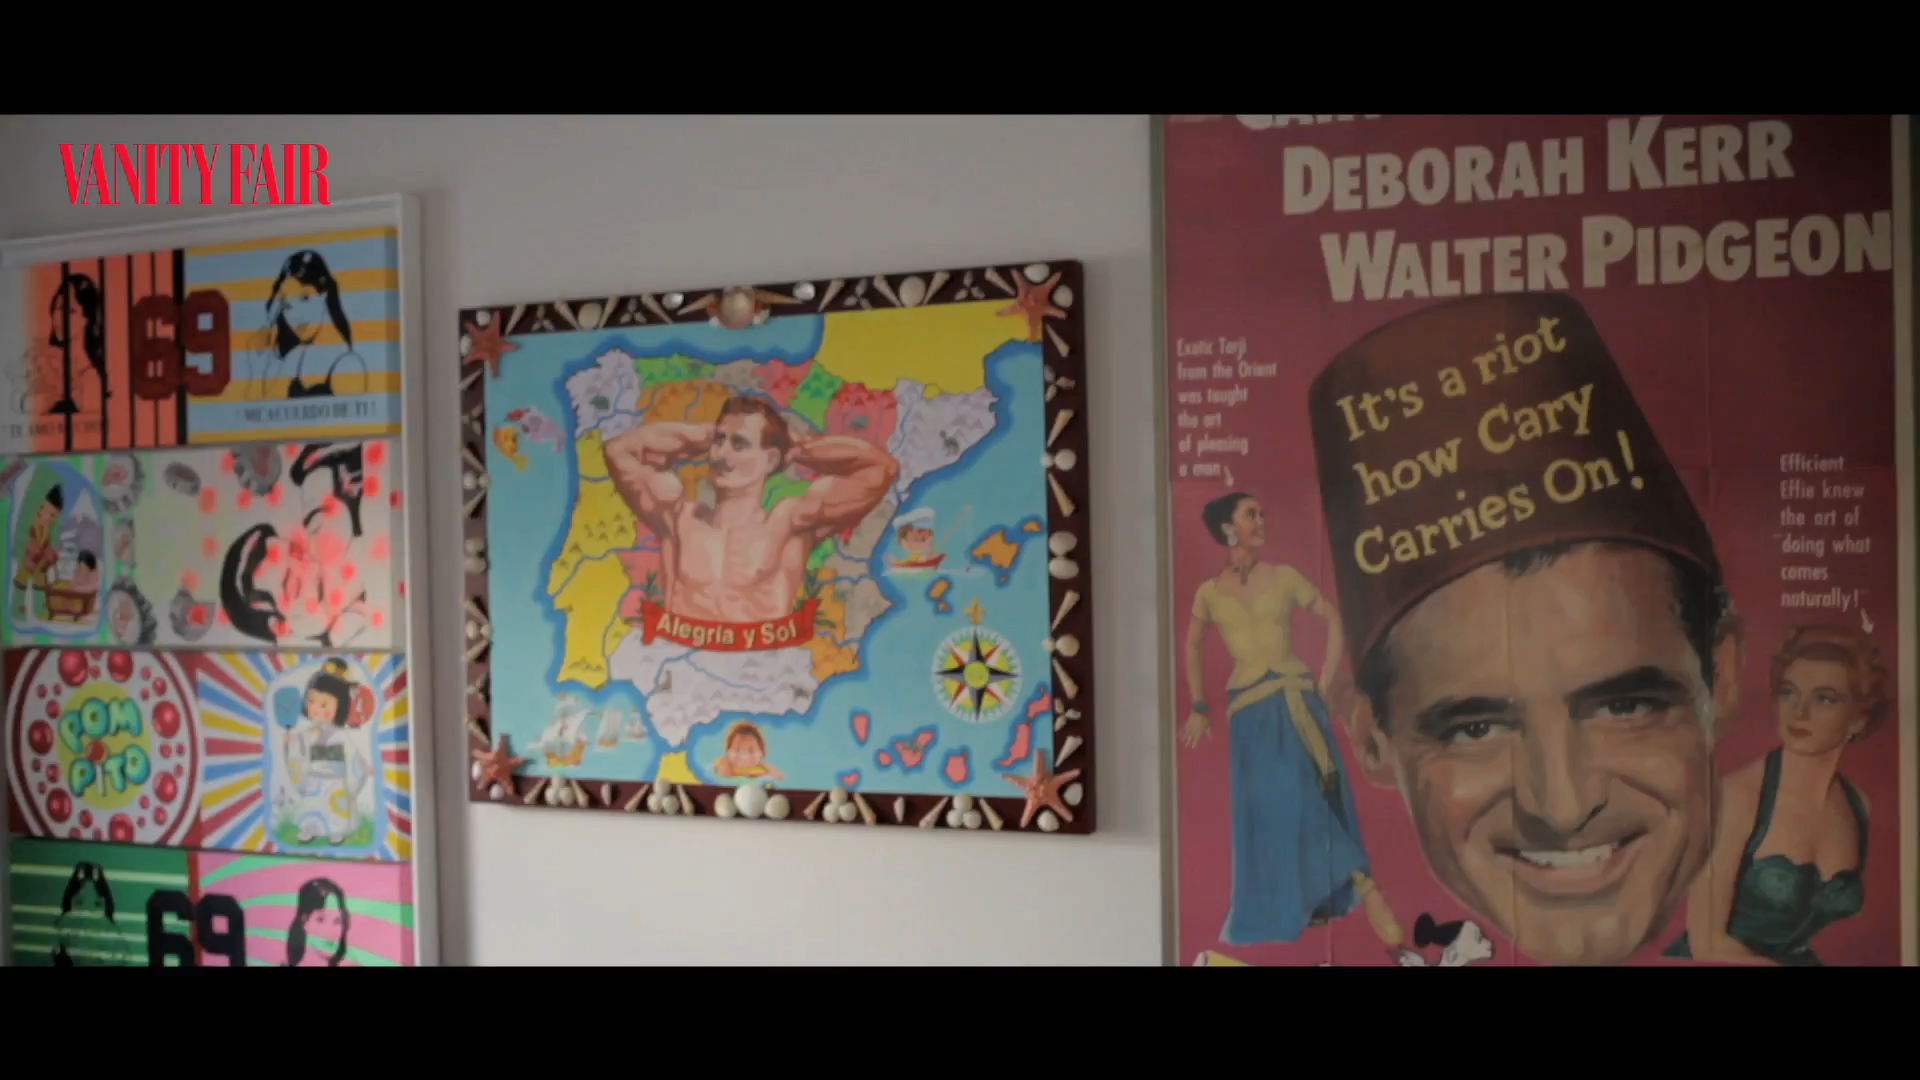 VANITY FAIR
69
¡ME ACUERDO DE TI!
POM
PITO
69
Alegria y Sol
DEBORAH KERR
WALTER PIDGEON
It's a riot
how Cary
Carries On!
Exotic Tarji
from the Orient
was taught
the art
of pleasing
a man
Efficient
Effie knew
the art of
"doing what
comes
naturally!"